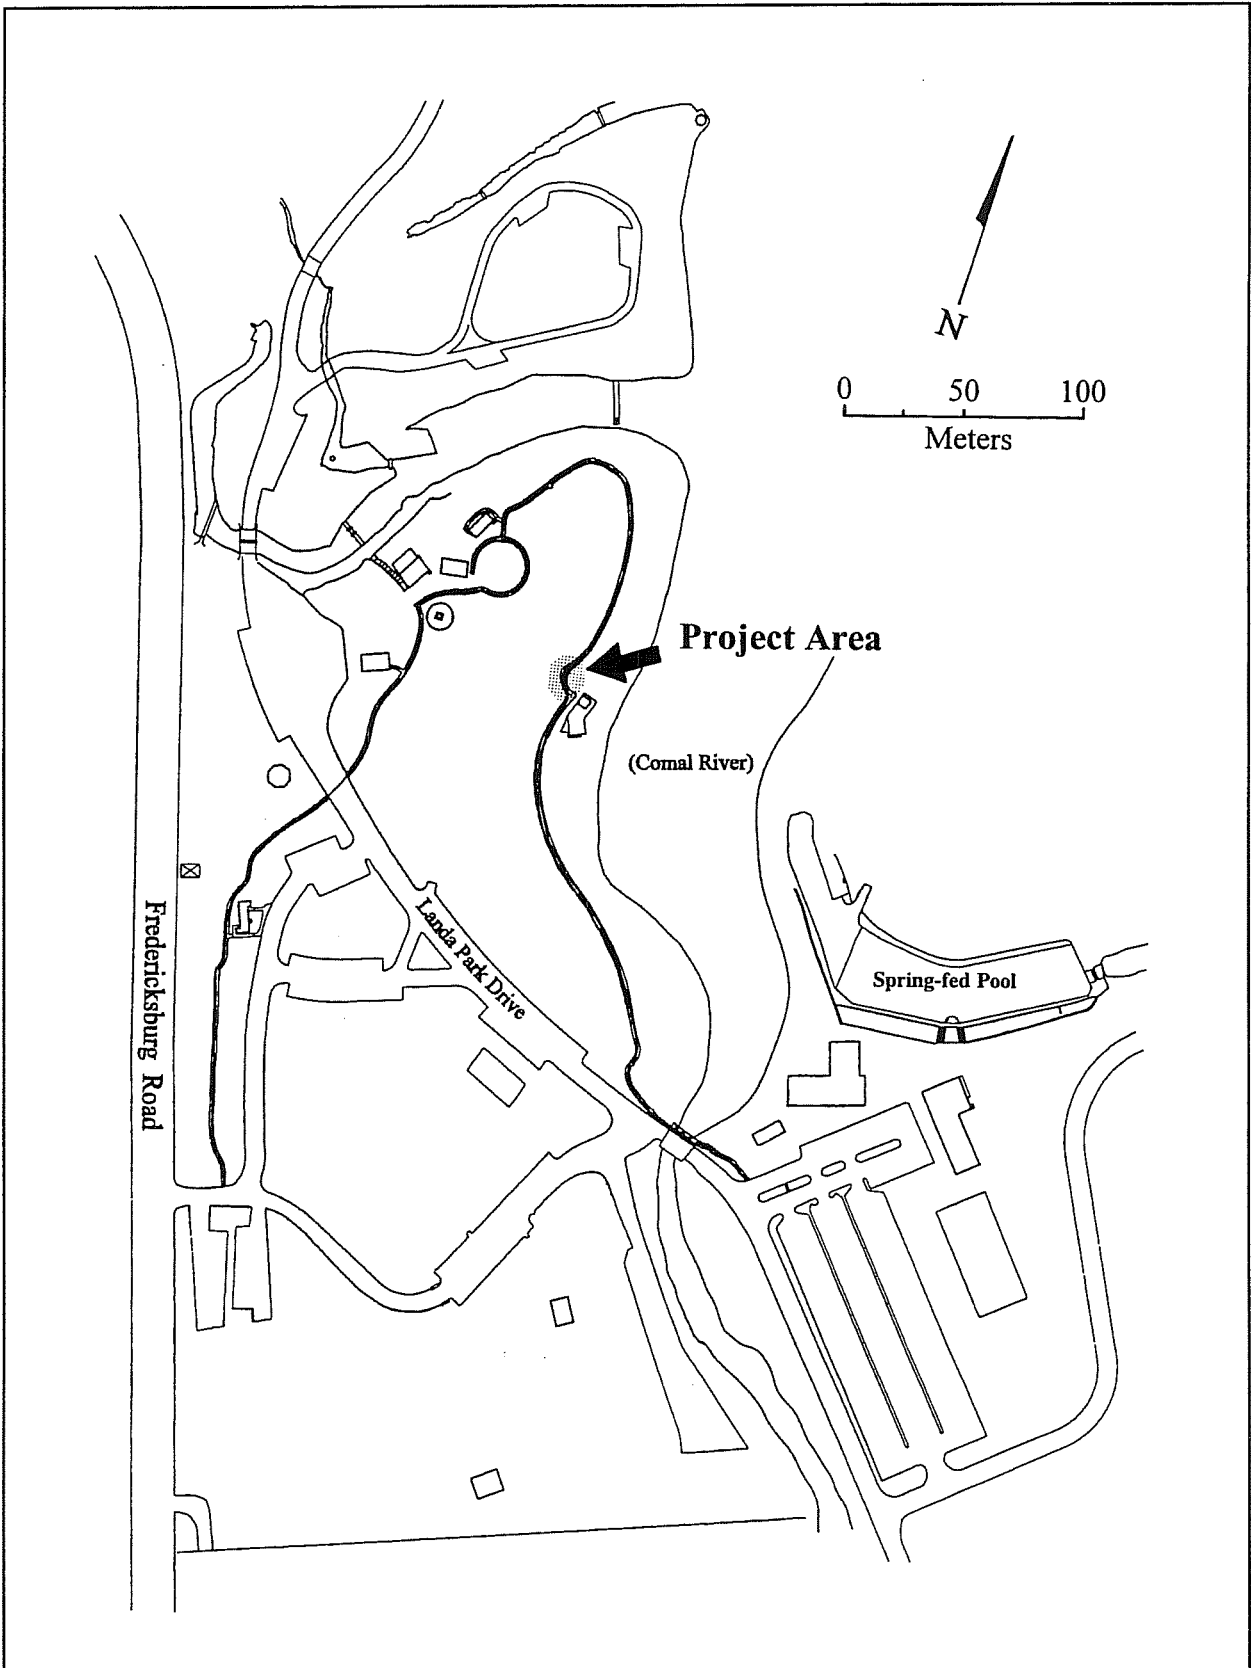 N
0 50 100
Meters
Project Area
(Comal River)
Landa Park Drive
Fredericksburg Road
Spring-fed Pool